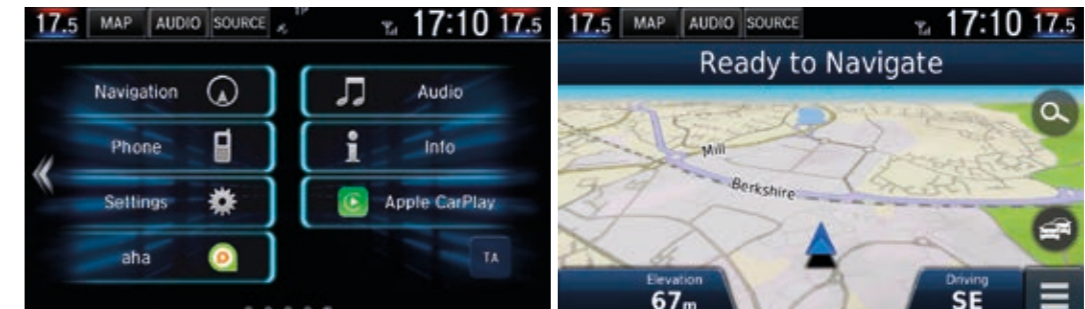 17.5 MAP AUDIO SOURCE TP 17:10 17.5
Navigation
Audio
Phone
Info
Settings
Apple CarPlay
aha
TA
17.5 MAP AUDIO SOURCE 17:10 17.5
Ready to Navigate
Mill
Berkshire
Elevation
67m
Driving
SE